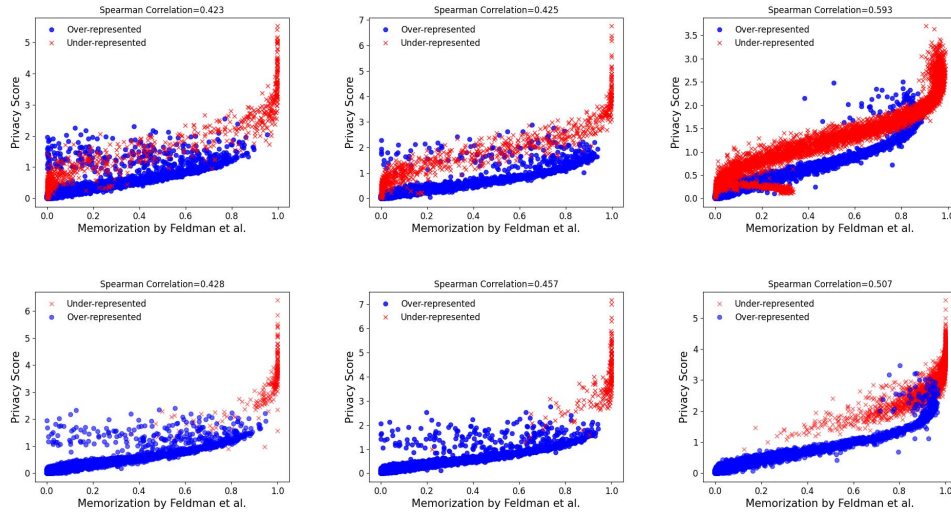 Spearman Correlation=0.423
Over-represented
Under-represented
Privacy Score
5
4
3
2
1
0
0.0 0.2 0.4 0.6 0.8 1.0
Memorization by Feldman et al.
Spearman Correlation=0.425
Over-represented
Under-represented
Privacy Score
7
6
5
4
3
2
1
0
0.0 0.2 0.4 0.6 0.8 1.0
Memorization by Feldman et al.
Spearman Correlation=0.593
Over-represented
Under-represented
Privacy Score
3.5
3.0
2.5
2.0
1.5
1.0
0.5
0.0
0.0 0.2 0.4 0.6 0.8 1.0
Memorization by Feldman et al.
Spearman Correlation=0.428
Under-represented
Over-represented
Privacy Score
6
5
4
3
2
1
0
0.0 0.2 0.4 0.6 0.8 1.0
Memorization by Feldman et al.
Spearman Correlation=0.457
Over-represented
Under-represented
Privacy Score
7
6
5
4
3
2
1
0
0.0 0.2 0.4 0.6 0.8 1.0
Memorization by Feldman et al.
Spearman Correlation=0.507
Under-represented
Over-represented
Privacy Score
5
4
3
2
1
0
0.0 0.2 0.4 0.6 0.8 1.0
Memorization by Feldman et al.